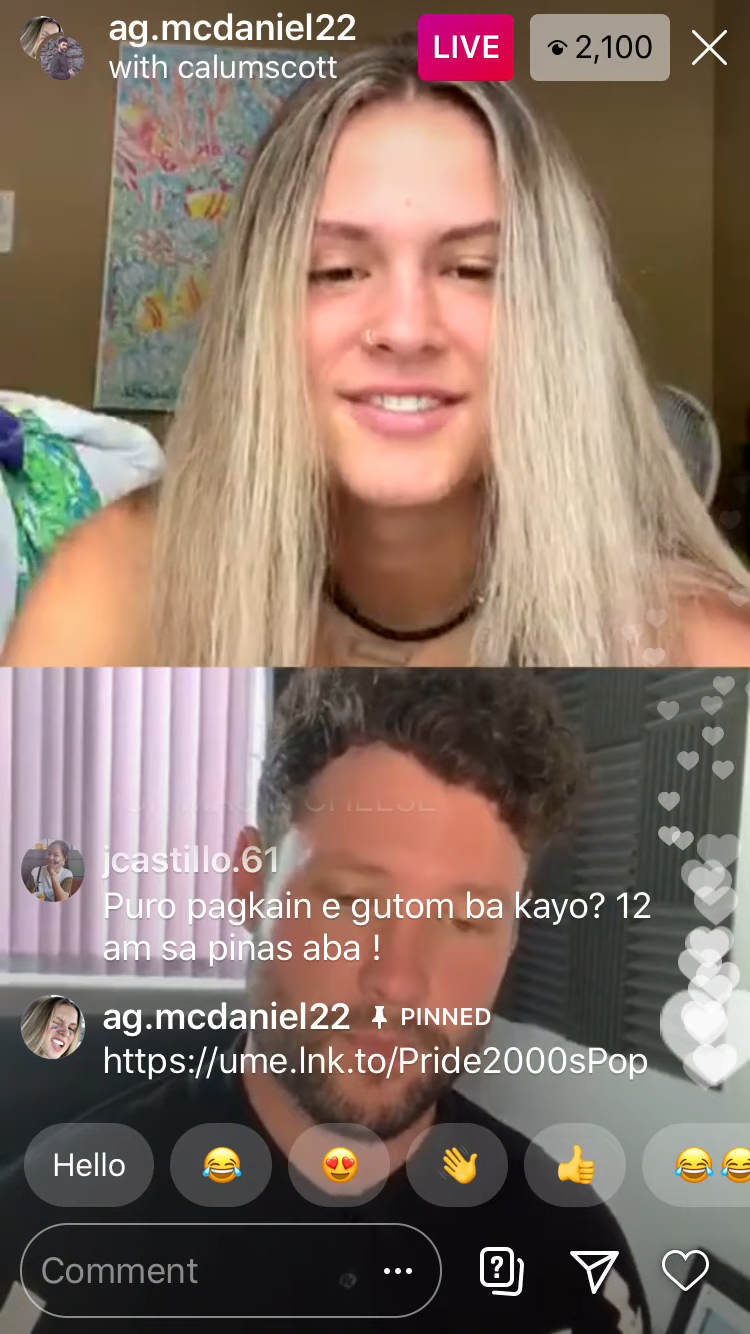 ag.mcdaniel22
with calumscott
LIVE
2,100
CHEESE
jcastillo.61
Puro pagkain e gutom ba kayo? 12
am sa pinas aba !
ag.mcdaniel22 PINNED
https://ume.lnk.to/Pride2000sPop
Hello
Comment